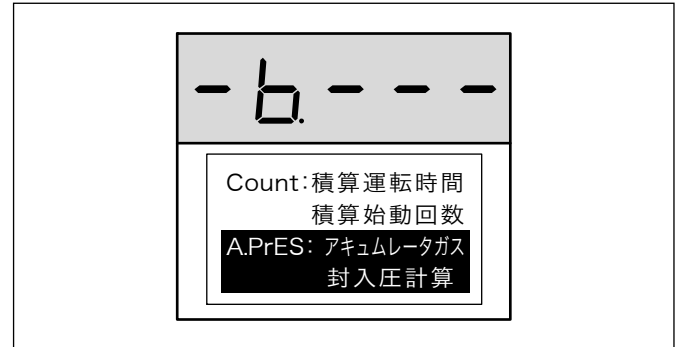 -b.---
Count:積算運転時間
積算始動回数
A.PrES: アキュムレータガス
封入圧計算